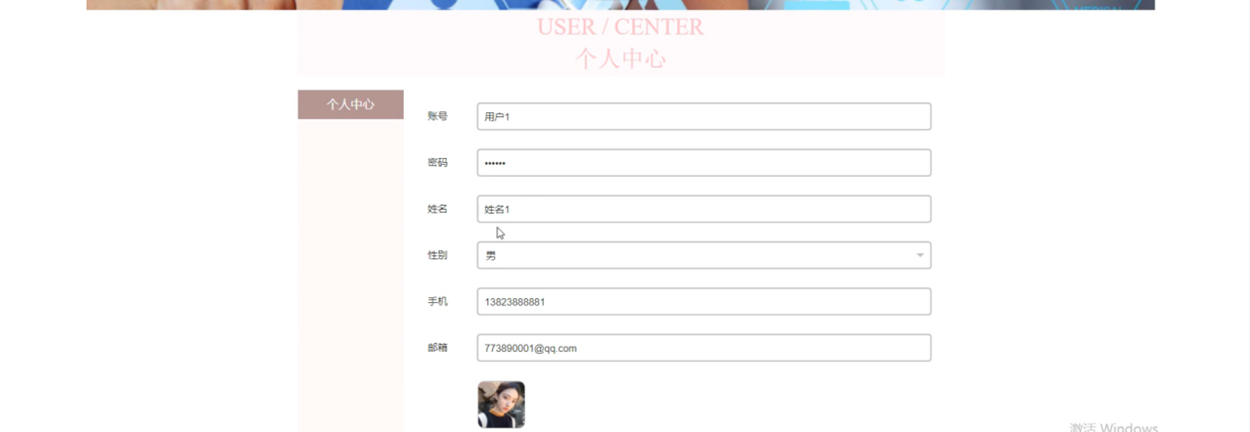 MEDICAL
USER / CENTER
个人中心
个人中心
账号 用户1
密码 ••••••
姓名 姓名1
性别 男
手机 13823888881
邮箱 773890001@qq.com
激活 Windows